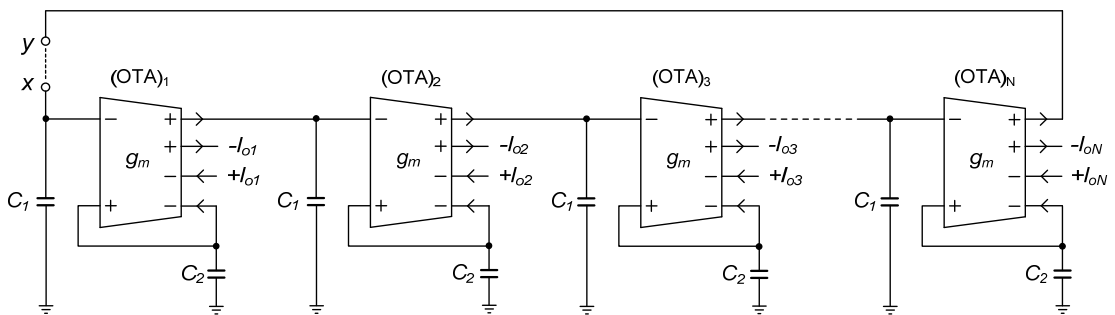 y
x
(OTA)1 (OTA)2 (OTA)3 (OTA)N
− + + − + − + + − + − + + − + − + + − +
gm gm gm gm
-Io1 -Io2 -Io3 -IoN
+Io1 +Io2 +Io3 +IoN
C1 C1 C1 C1
− − − −
C2 C2 C2 C2